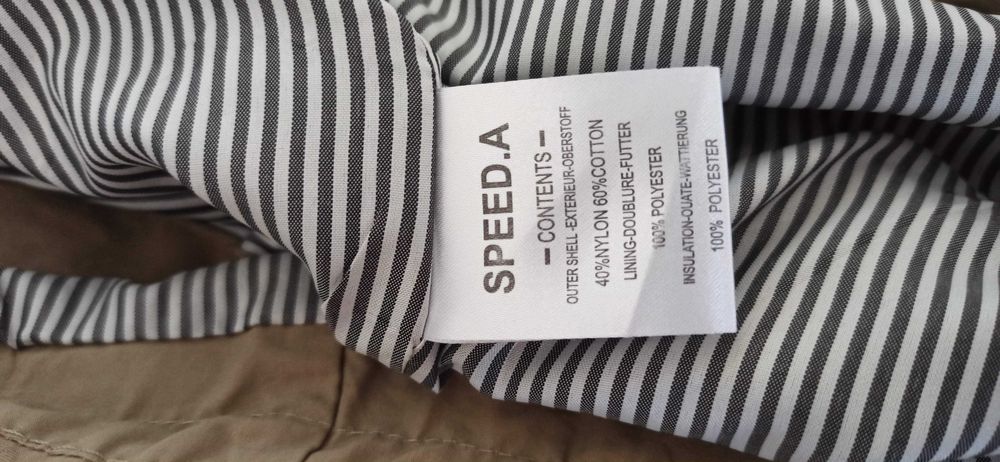 SPEED.A
– CONTENTS –
OUTER SHELL-EXTERIEUR-OBERSTOFF
40%NYLON 60%COTTON
LINING-DOUBLURE-FUTTER
100% POLYESTER
INSULATION-OUATE-WATTIERUNG
100% POLYESTER